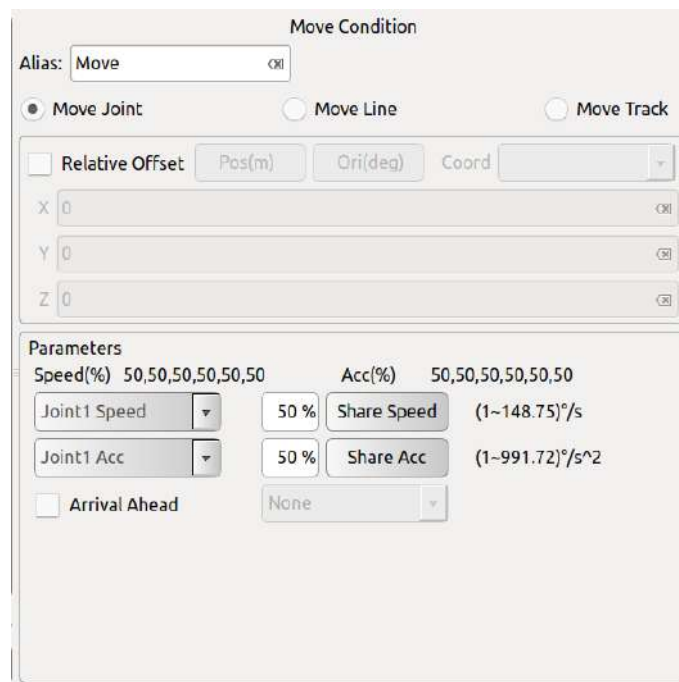 Move Condition
Alias: Move
Move Joint Move Line Move Track
Relative Offset Pos(m) Ori(deg) Coord
X 0
Y 0
Z 0
Parameters
Speed(%) 50,50,50,50,50,50 Acc(%) 50,50,50,50,50,50
Joint1 Speed 50 % Share Speed (1~148.75)°/s
Joint1 Acc 50 % Share Acc (1~991.72)°/s^2
Arrival Ahead None